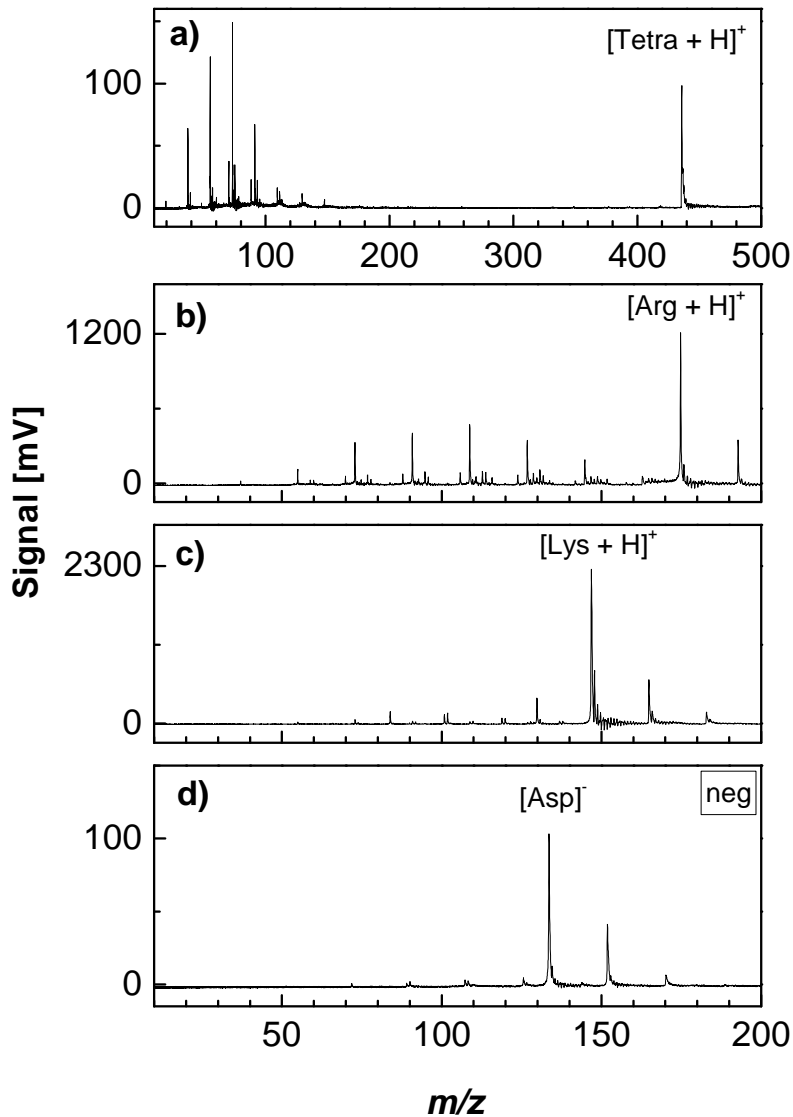 a)
[Tetra + H]+
100
0
100 200 300 400 500
b)
[Arg + H]+
1200
0
c)
[Lys + H]+
2300
0
d)
[Asp]-
neg
100
0
50 100 150 200
Signal [mV]
m/z